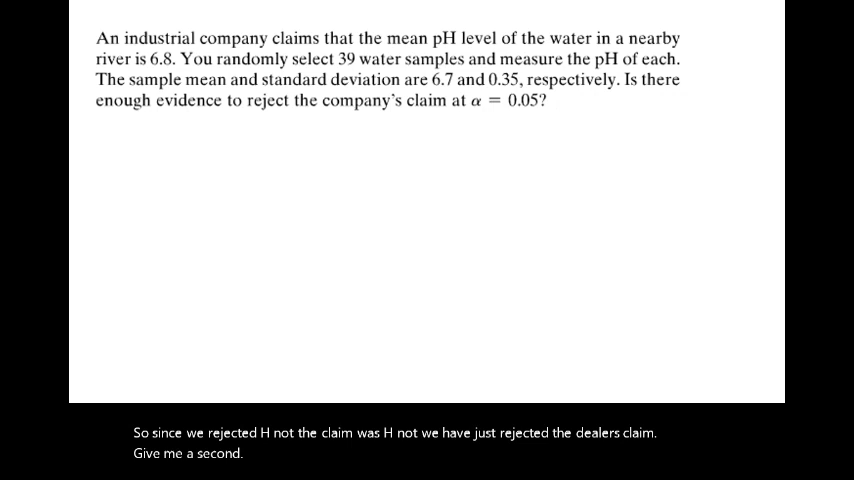 An industrial company claims that the mean pH level of the water in a nearby
river is 6.8. You randomly select 39 water samples and measure the pH of each.
The sample mean and standard deviation are 6.7 and 0.35, respectively. Is there
enough evidence to reject the company's claim at α = 0.05?
So since we rejected H not the claim was H not we have just rejected the dealers claim.
Give me a second.